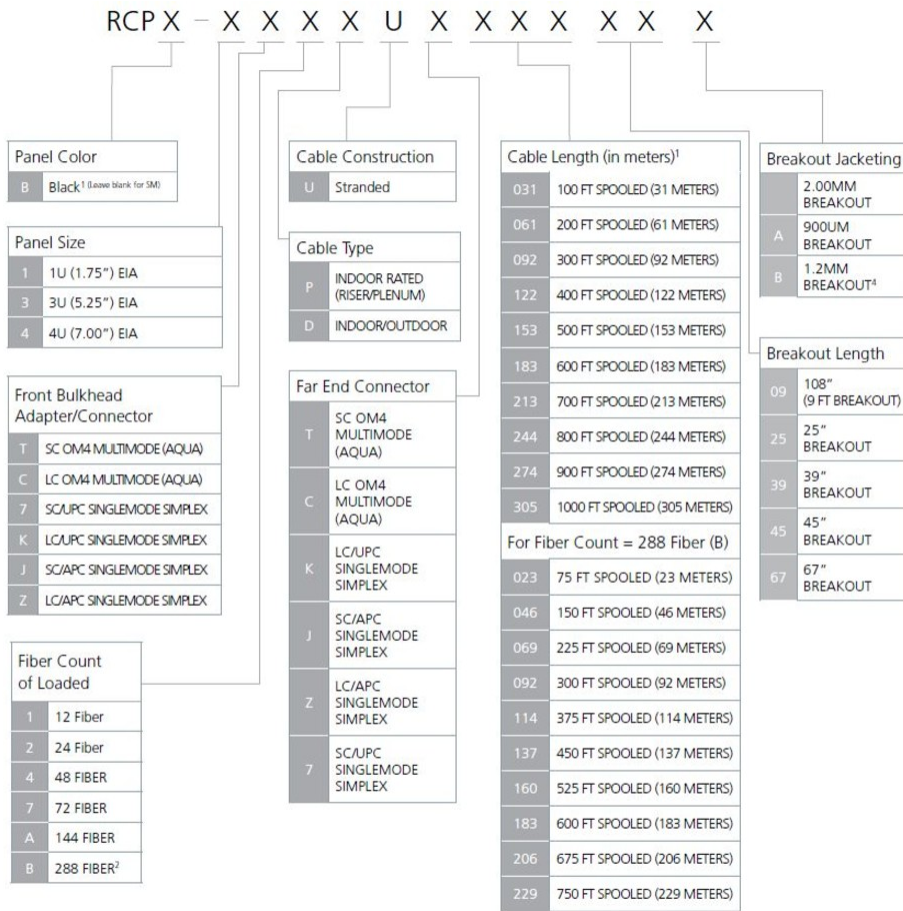 RCP X - X X X X U X X X X X X X
Panel Color
B Black¹ (Leave blank for SM)
Panel Size
1 1U (1.75") EIA
3 3U (5.25") EIA
4 4U (7.00") EIA
Front Bulkhead
Adapter/Connector
T SC OM4 MULTIMODE (AQUA)
C LC OM4 MULTIMODE (AQUA)
7 SC/UPC SINGLEMODE SIMPLEX
K LC/UPC SINGLEMODE SIMPLEX
J SC/APC SINGLEMODE SIMPLEX
Z LC/APC SINGLEMODE SIMPLEX
Fiber Count
of Loaded
1 12 Fiber
2 24 Fiber
4 48 FIBER
7 72 FIBER
A 144 FIBER
B 288 FIBER²
Cable Construction
U Stranded
Cable Type
P INDOOR RATED
(RISER/PLENUM)
D INDOOR/OUTDOOR
Far End Connector
T SC OM4
MULTIMODE
(AQUA)
C LC OM4
MULTIMODE
(AQUA)
K LC/UPC
SINGLEMODE
SIMPLEX
J SC/APC
SINGLEMODE
SIMPLEX
Z LC/APC
SINGLEMODE
SIMPLEX
7 SC/UPC
SINGLEMODE
SIMPLEX
Cable Length (in meters)¹
031 100 FT SPOOLED (31 METERS)
061 200 FT SPOOLED (61 METERS)
092 300 FT SPOOLED (92 METERS)
122 400 FT SPOOLED (122 METERS)
153 500 FT SPOOLED (153 METERS)
183 600 FT SPOOLED (183 METERS)
213 700 FT SPOOLED (213 METERS)
244 800 FT SPOOLED (244 METERS)
274 900 FT SPOOLED (274 METERS)
305 1000 FT SPOOLED (305 METERS)
For Fiber Count = 288 Fiber (B)
023 75 FT SPOOLED (23 METERS)
046 150 FT SPOOLED (46 METERS)
069 225 FT SPOOLED (69 METERS)
092 300 FT SPOOLED (92 METERS)
114 375 FT SPOOLED (114 METERS)
137 450 FT SPOOLED (137 METERS)
160 525 FT SPOOLED (160 METERS)
183 600 FT SPOOLED (183 METERS)
206 675 FT SPOOLED (206 METERS)
229 750 FT SPOOLED (229 METERS)
Breakout Jacketing
2.00MM
BREAKOUT
A 900UM
BREAKOUT
B 1.2MM
BREAKOUT⁴
Breakout Length
09 108"
(9 FT BREAKOUT)
25 25"
BREAKOUT
39 39"
BREAKOUT
45 45"
BREAKOUT
67 67"
BREAKOUT